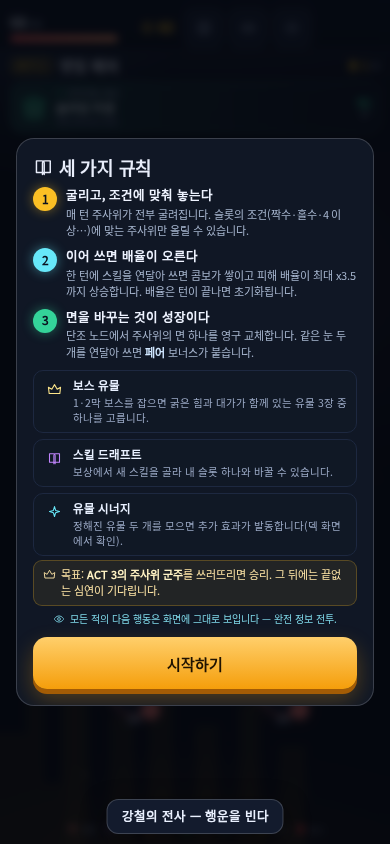 세 가지 규칙
1
굴리고, 조건에 맞춰 놓는다
매 턴 주사위가 전부 굴러집니다. 슬롯의 조건(짝수·홀수·4 이
상…)에 맞는 주사위만 올릴 수 있습니다.
2
이어 쓰면 배율이 오른다
한 턴에 스킬을 연달아 쓰면 콤보가 쌓이고 피해 배율이 최대 x3.5
까지 상승합니다. 배율은 턴이 끝나면 초기화됩니다.
3
면을 바꾸는 것이 성장이다
단조 노드에서 주사위의 면 하나를 영구 교체합니다. 같은 눈 두
개를 연달아 쓰면 페어 보너스가 붙습니다.
보스 유물
1·2막 보스를 잡으면 굵은 힘과 대가가 함께 있는 유물 3장 중
하나를 고릅니다.
스킬 드래프트
보상에서 새 스킬을 골라 내 슬롯 하나와 바꿀 수 있습니다.
유물 시너지
정해진 유물 두 개를 모으면 추가 효과가 발동합니다(덱 화면
에서 확인).
목표: ACT 3의 주사위 군주를 쓰러뜨리면 승리. 그 뒤에는 끝없
는 심연이 기다립니다.
모든 적의 다음 행동은 화면에 그대로 보입니다 — 완전 정보 전투.
시작하기
강철의 전사 — 행운을 빈다